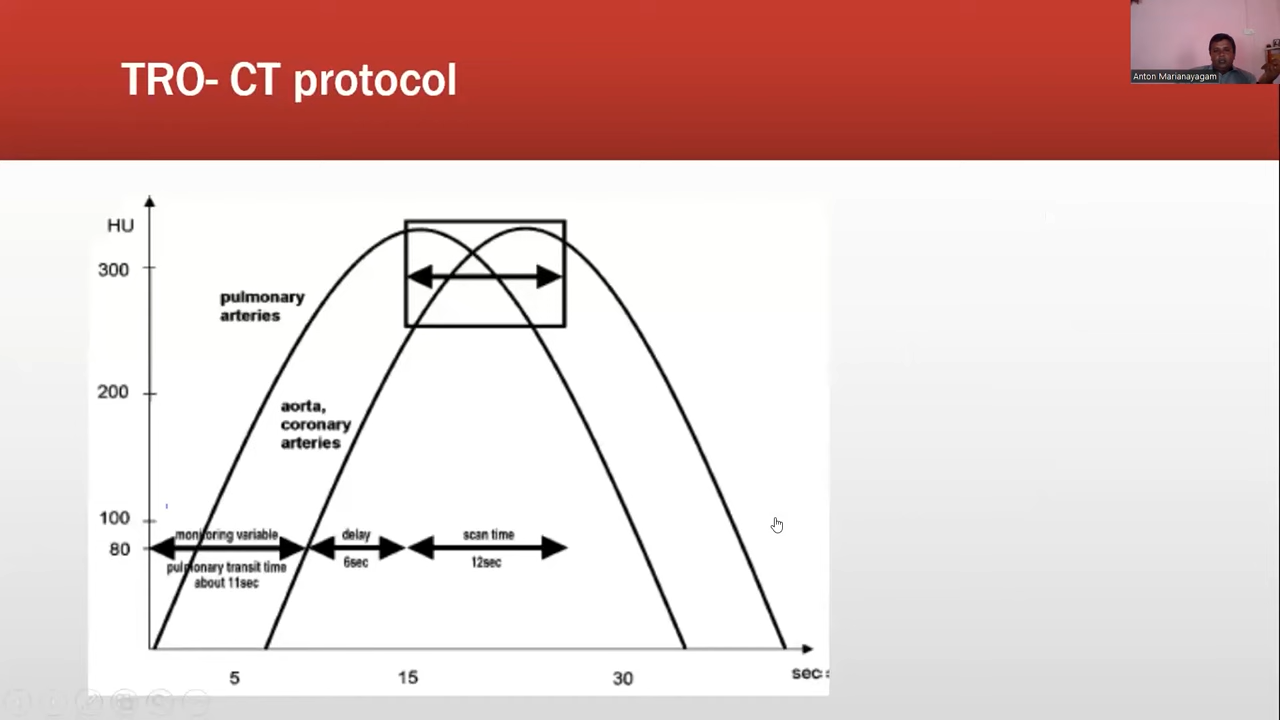 TRO- CT protocol
Anton Marianayagam
HU
300
pulmonary
arteries
200
aorta,
coronary
arteries
100
monitoring variable
delay
scan time
80
pulmonary transit time
about 11sec
6sec
12sec
5
15
30
sec